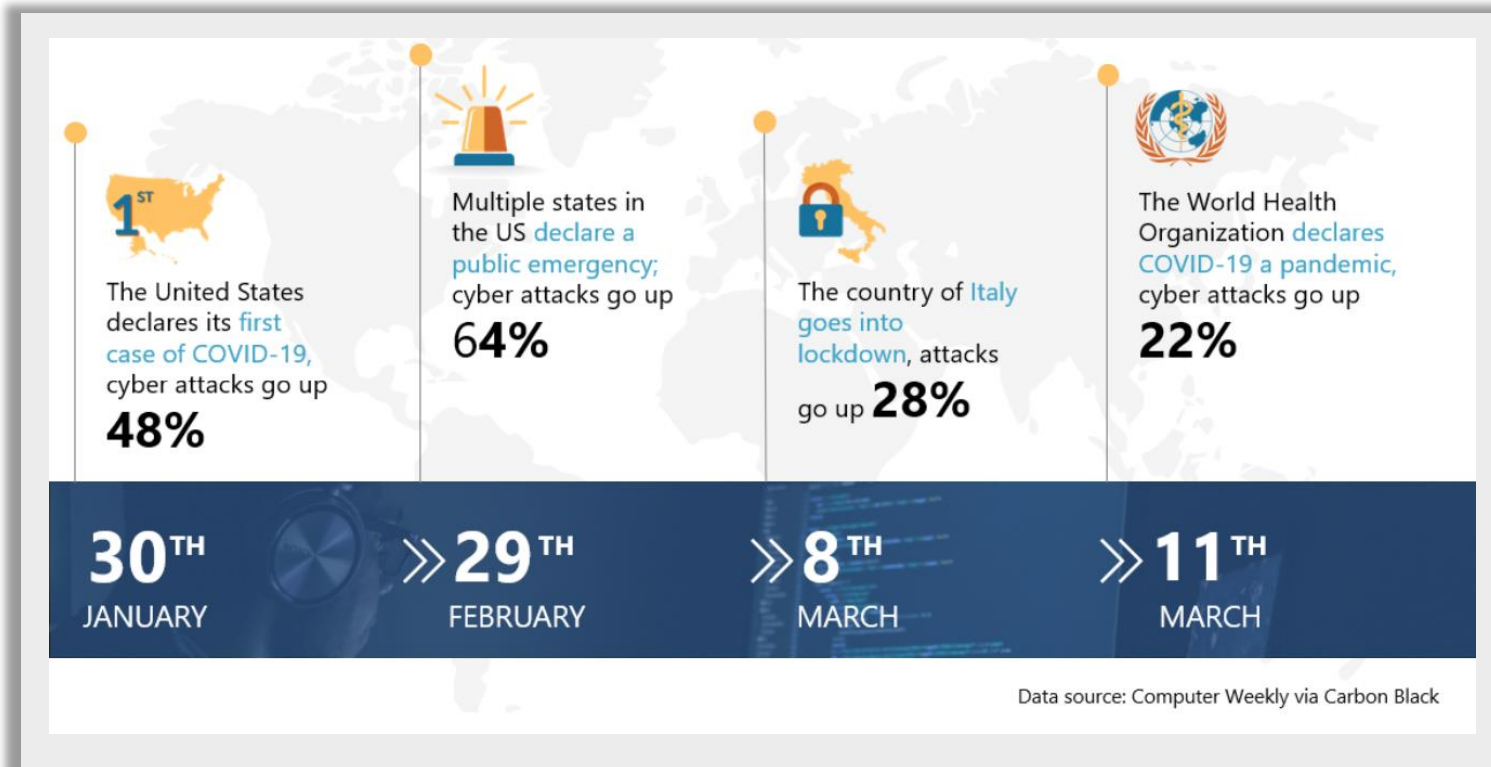 1ST
The United States
declares its first
case of COVID-19,
cyber attacks go up
48%
Multiple states in
the US declare a
public emergency;
cyber attacks go up
64%
The country of Italy
goes into
lockdown, attacks
go up 28%
The World Health
Organization declares
COVID-19 a pandemic,
cyber attacks go up
22%
30TH
JANUARY
29TH
FEBRUARY
8TH
MARCH
11TH
MARCH
Data source: Computer Weekly via Carbon Black